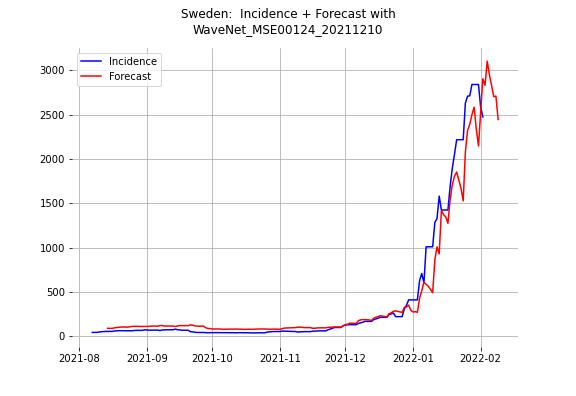 Sweden:  Incidence + Forecast with
WaveNet_MSE00124_20211210
Incidence
Forecast
3000
2500
2000
1500
1000
500
0
2021-08 2021-09 2021-10 2021-11 2021-12 2022-01 2022-02